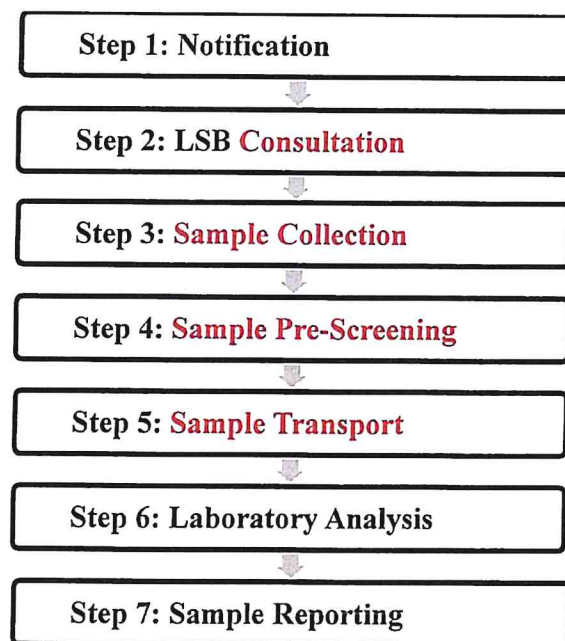 Step 1: Notification
Step 2: LSB Consultation
Step 3: Sample Collection
Step 4: Sample Pre-Screening
Step 5: Sample Transport
Step 6: Laboratory Analysis
Step 7: Sample Reporting